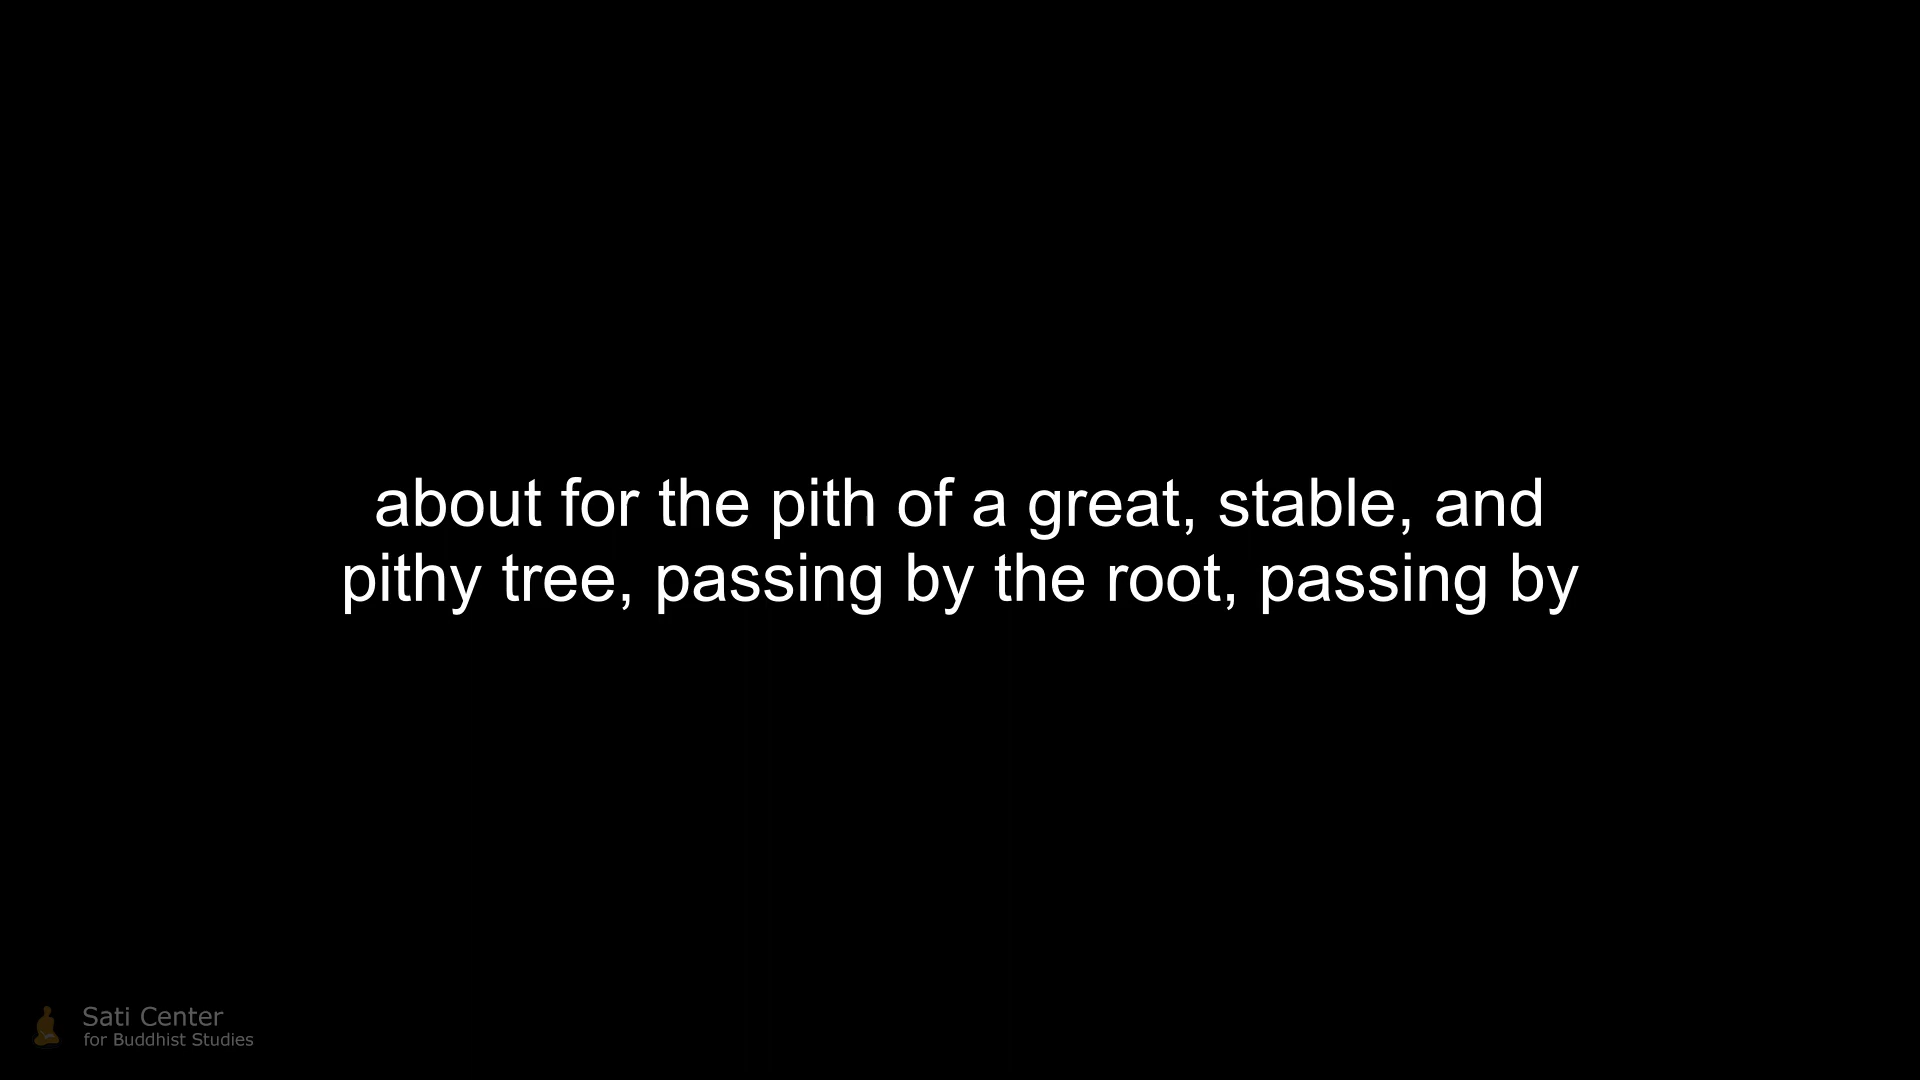 about for the pith of a great, stable, and
pithy tree, passing by the root, passing by
Sati Center
for Buddhist Studies